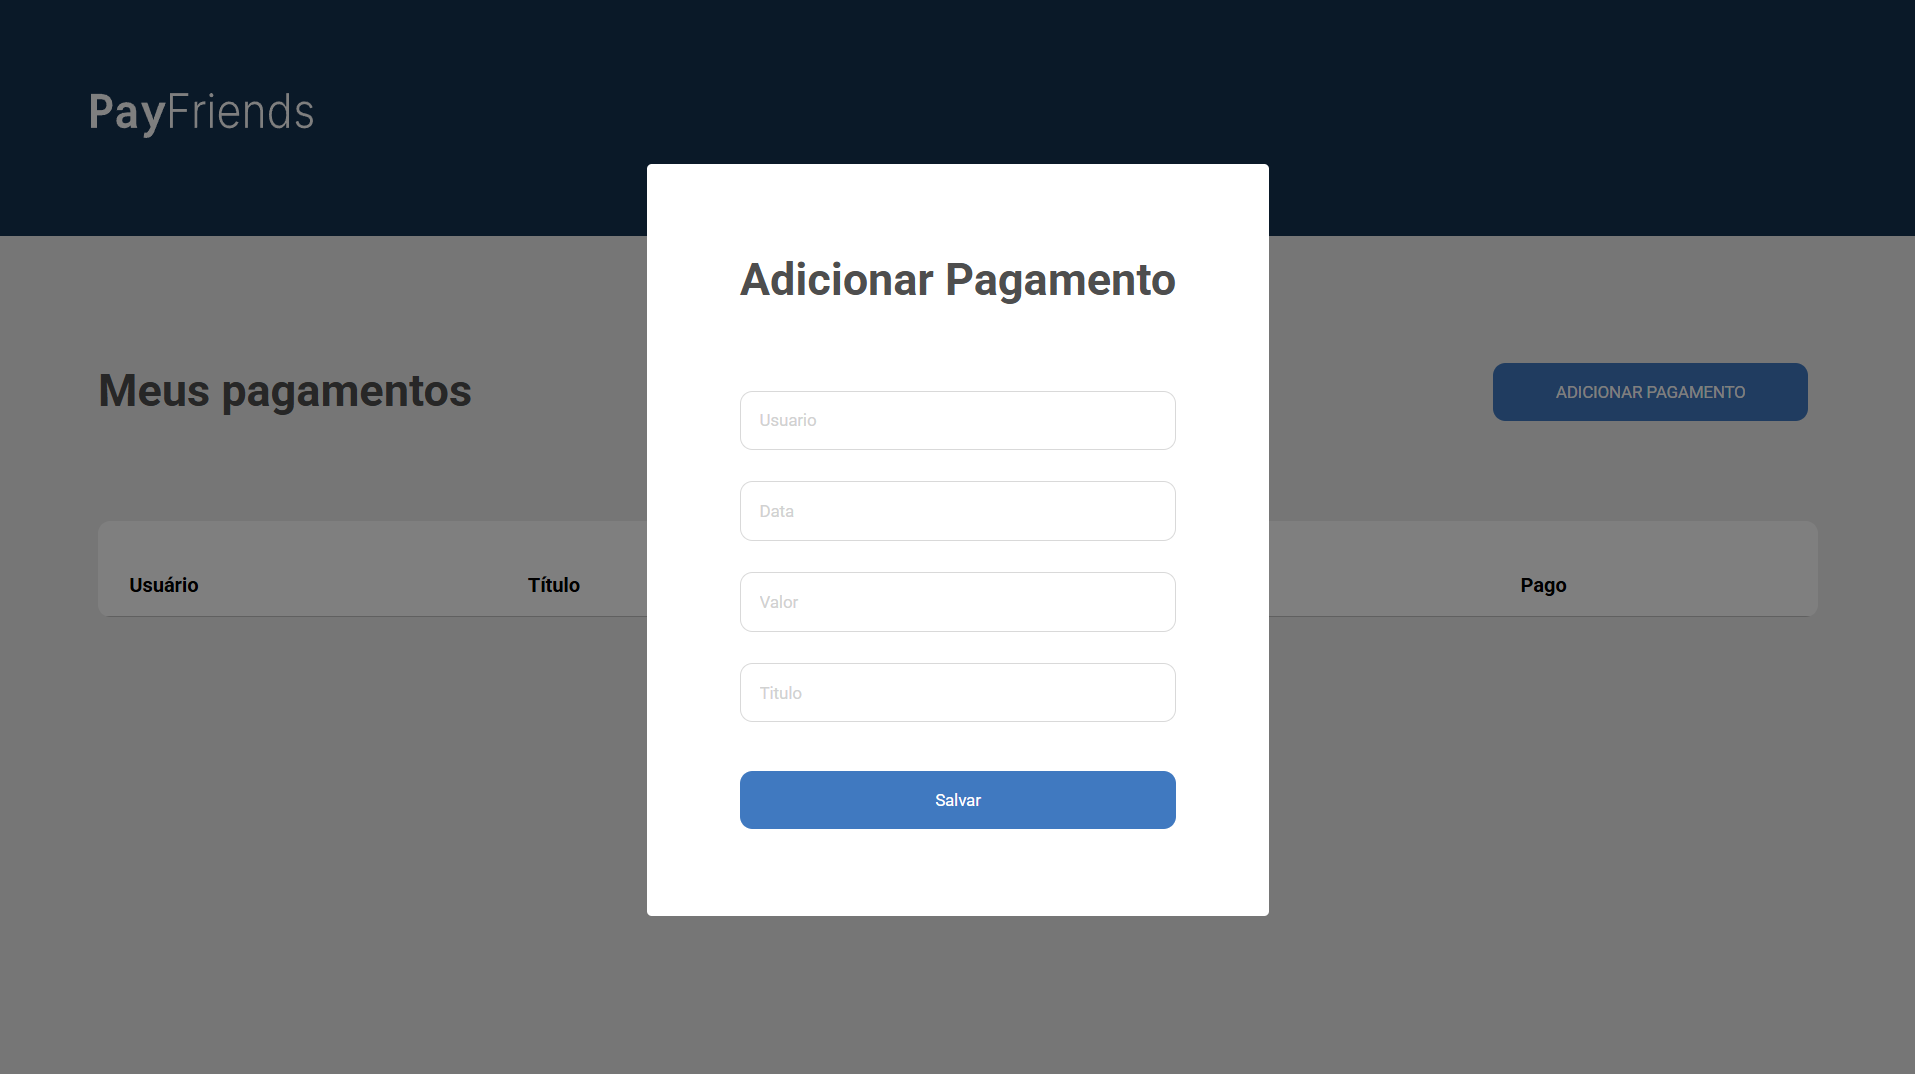 PayFriends
Adicionar Pagamento
Meus pagamentos
ADICIONAR PAGAMENTO
Usuario
Data
Usuário
Título
Valor
Pago
Titulo
Salvar